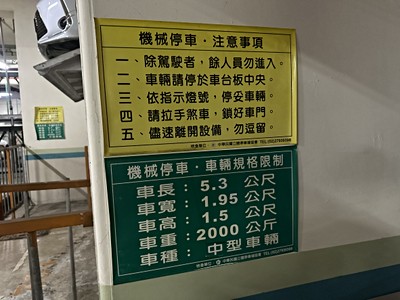 機械停車・注意事項
一、除駕駛者，餘人員勿進入。
二、車輛請停於車台板中央。
三、依指示燈號，停妥車輛。
四、請拉手煞車，鎖好車門。
五、儘速離開設備，勿逗留。
機械停車・車輛規格限制
車長：5.3 公尺
車寬：1.95 公尺
車高：1.5 公尺
車重：2000 公斤
車種：中型車輛